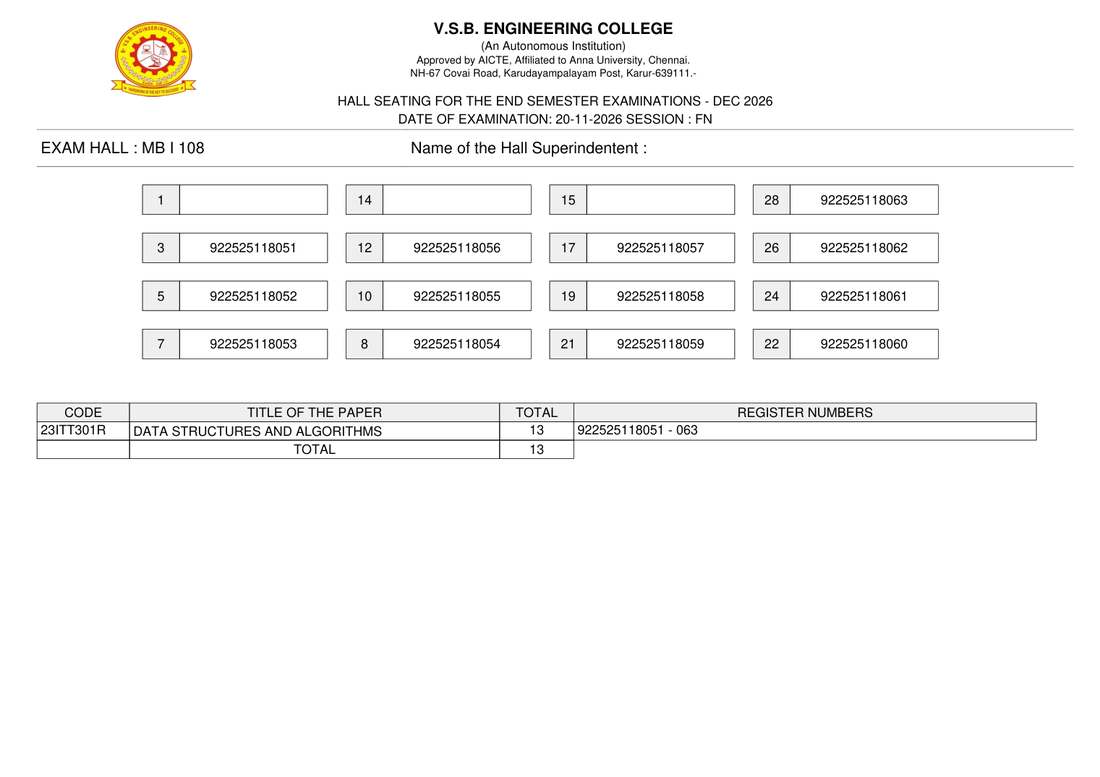 V.S.B. ENGINEERING COLLEGE
(An Autonomous Institution)
Approved by AICTE, Affiliated to Anna University, Chennai.
NH-67 Covai Road, Karudayampalayam Post, Karur-639111.-
HALL SEATING FOR THE END SEMESTER EXAMINATIONS - DEC 2026
DATE OF EXAMINATION: 20-11-2026 SESSION : FN
EXAM HALL : MB I 108 Name of the Hall Superindentent :
1 14 15 28 922525118063
3 922525118051 12 922525118056 17 922525118057 26 922525118062
5 922525118052 10 922525118055 19 922525118058 24 922525118061
7 922525118053 8 922525118054 21 922525118059 22 922525118060
CODE TITLE OF THE PAPER TOTAL REGISTER NUMBERS
23ITT301R DATA STRUCTURES AND ALGORITHMS 13 922525118051 - 063
TOTAL 13